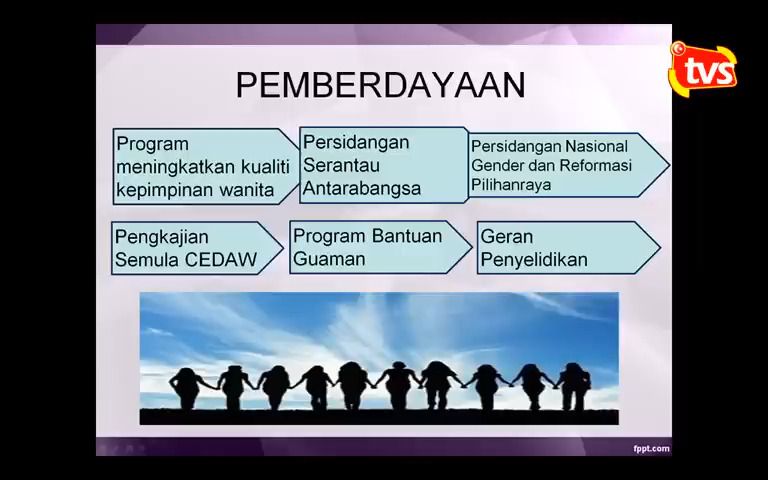 PEMBERDAYAAN
tvs
Program
meningkatkan kualiti
kepimpinan wanita
Persidangan
Serantau
Antarabangsa
Persidangan Nasional
Gender dan Reformasi
Pilihanraya
Pengkajian
Semula CEDAW
Program Bantuan
Guaman
Geran
Penyelidikan
fppt.com